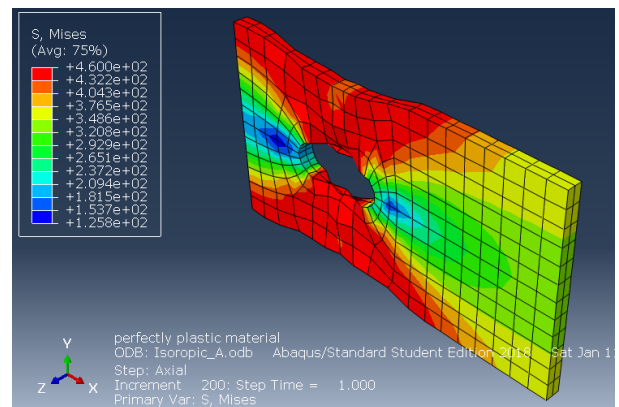 S, Mises
(Avg: 75%)
+4.600e+02
+4.322e+02
+4.043e+02
+3.765e+02
+3.486e+02
+3.208e+02
+2.929e+02
+2.651e+02
+2.372e+02
+2.094e+02
+1.815e+02
+1.537e+02
+1.258e+02
Y
Z
X
perfectly plastic material
ODB: Isoropic_A.odb Abaqus/Standard Student Edition 2018 Sat Jan 1
Step: Axial
Increment 200: Step Time = 1.000
Primary Var: S, Mises